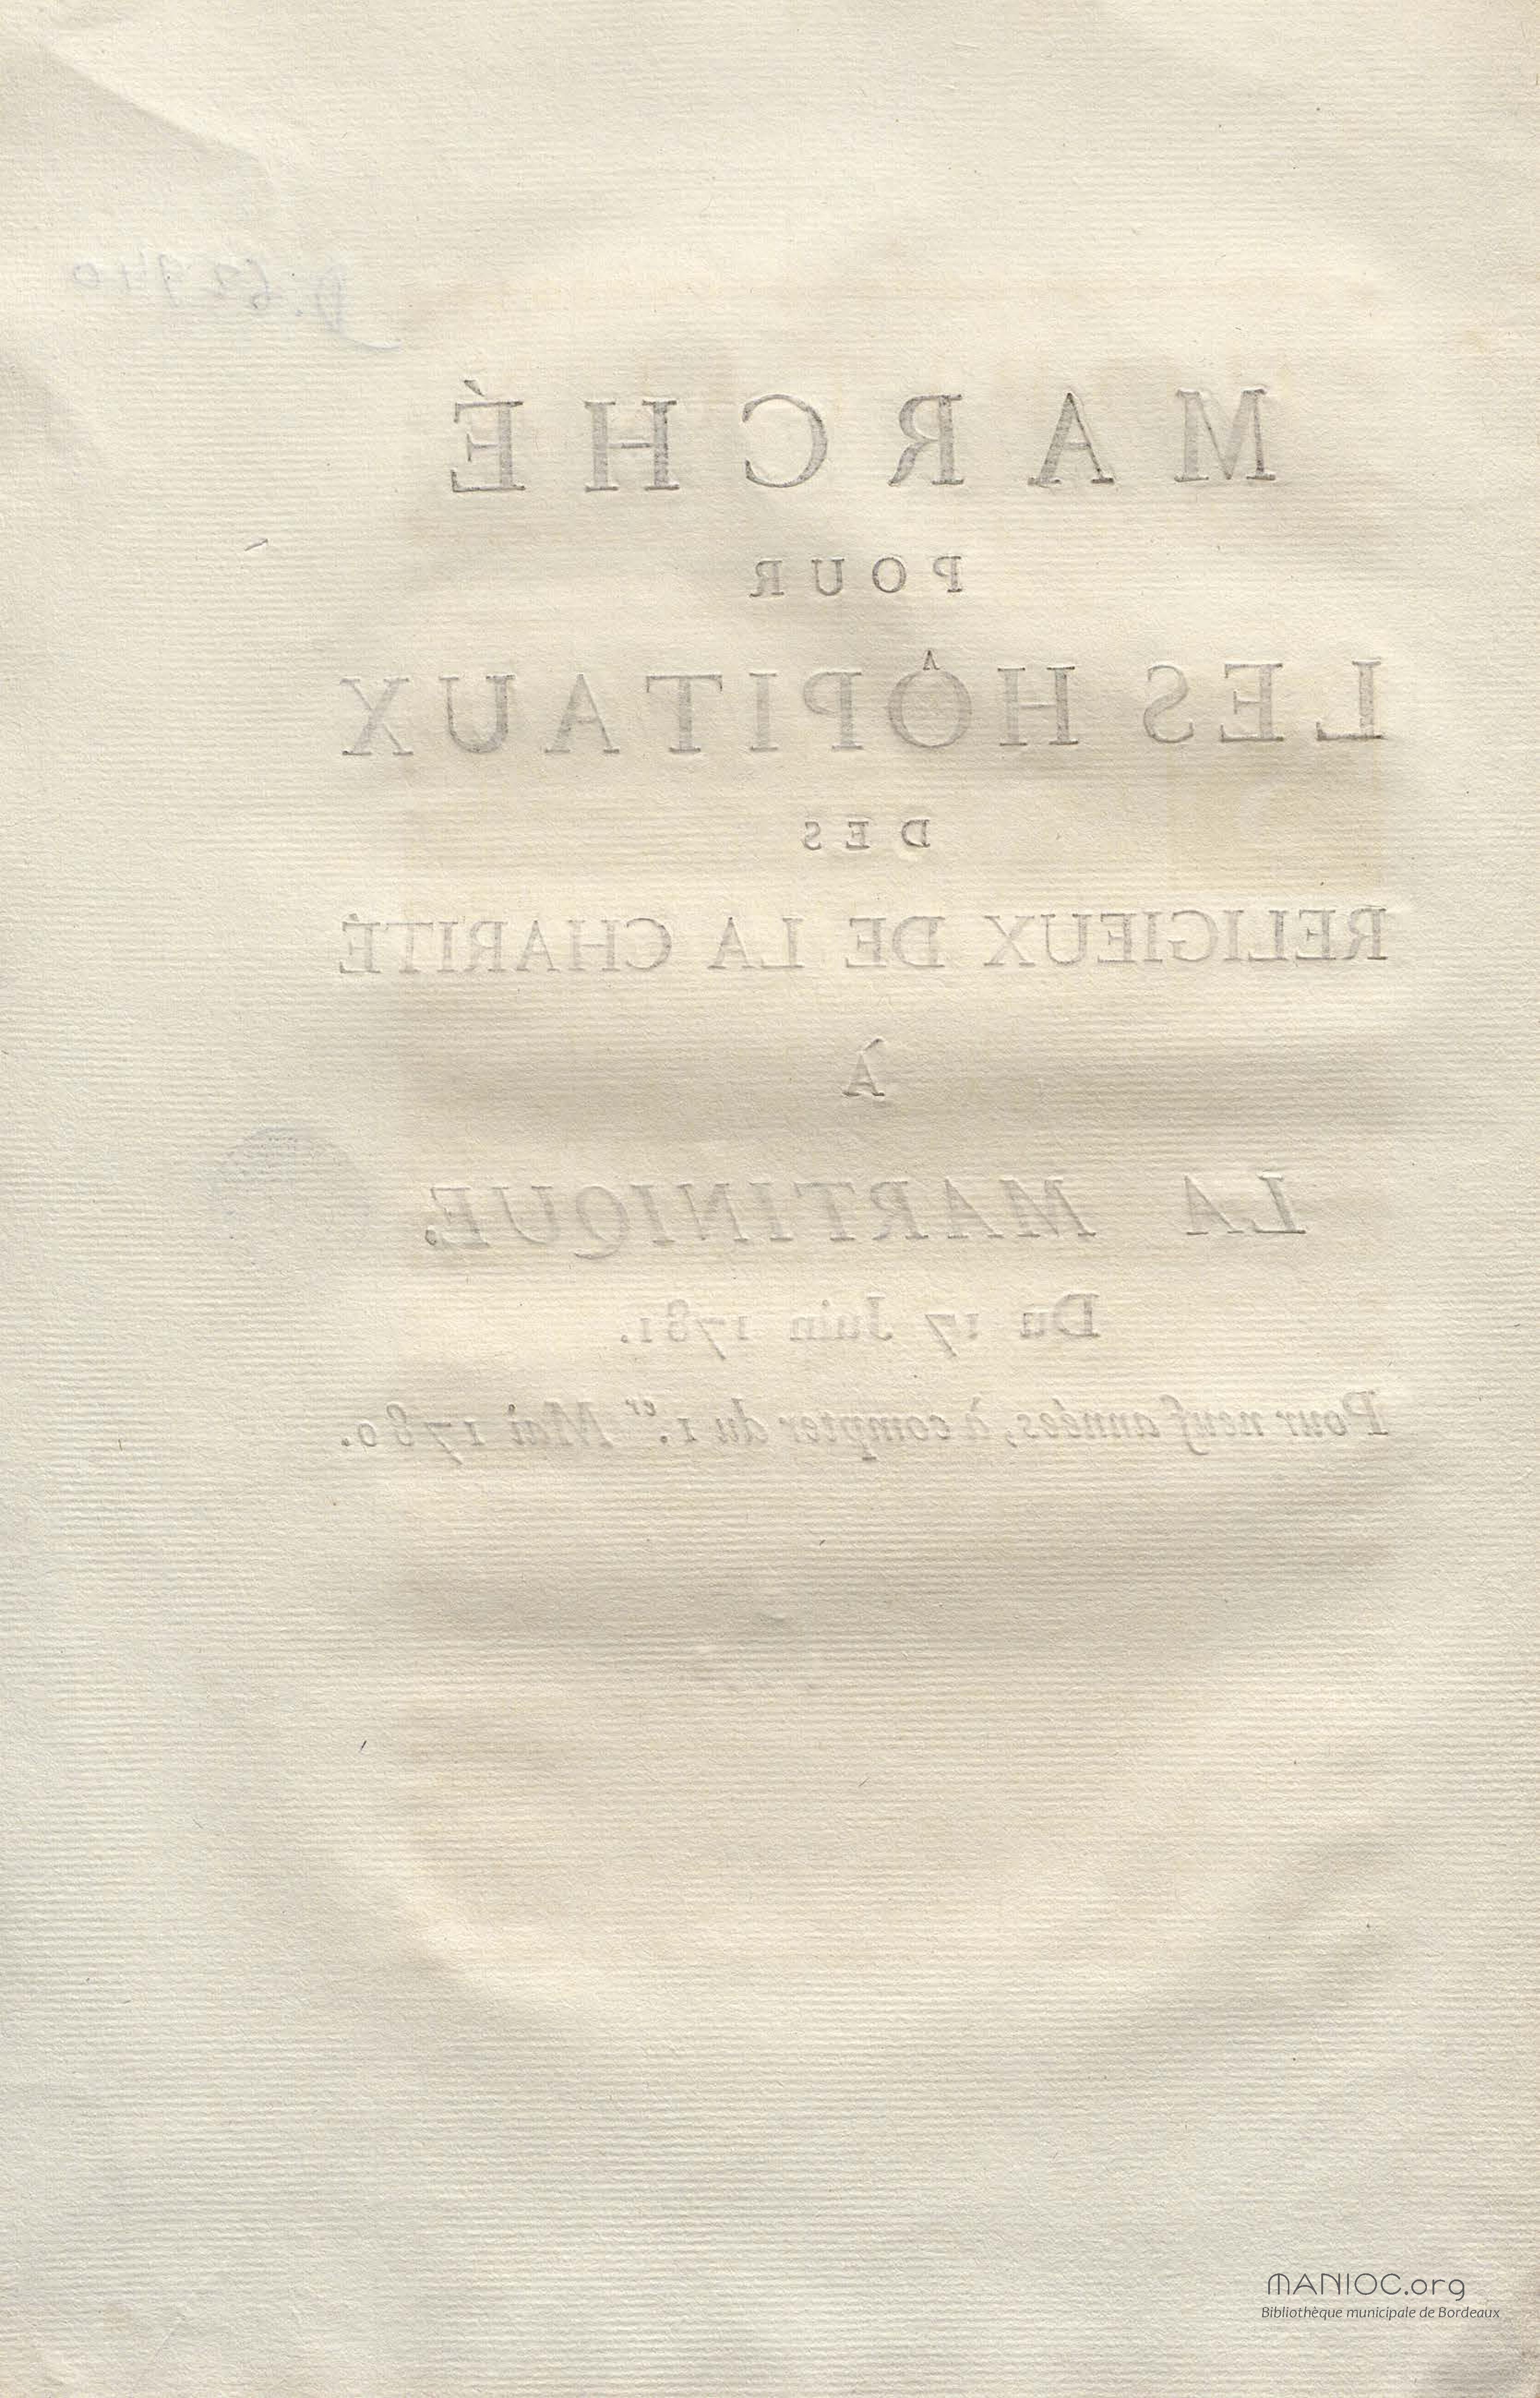 MARCHÉ
POUR
LES HÔPITAUX
DES
RELIGIEUX DE LA CHARITÉ
À
LA MARTINIQUE.
Du 17 Juin 1781.
Pour neuf années, à compter du 1.er Mai 1780.
MANIOC.org
Bibliothèque municipale de Bordeaux